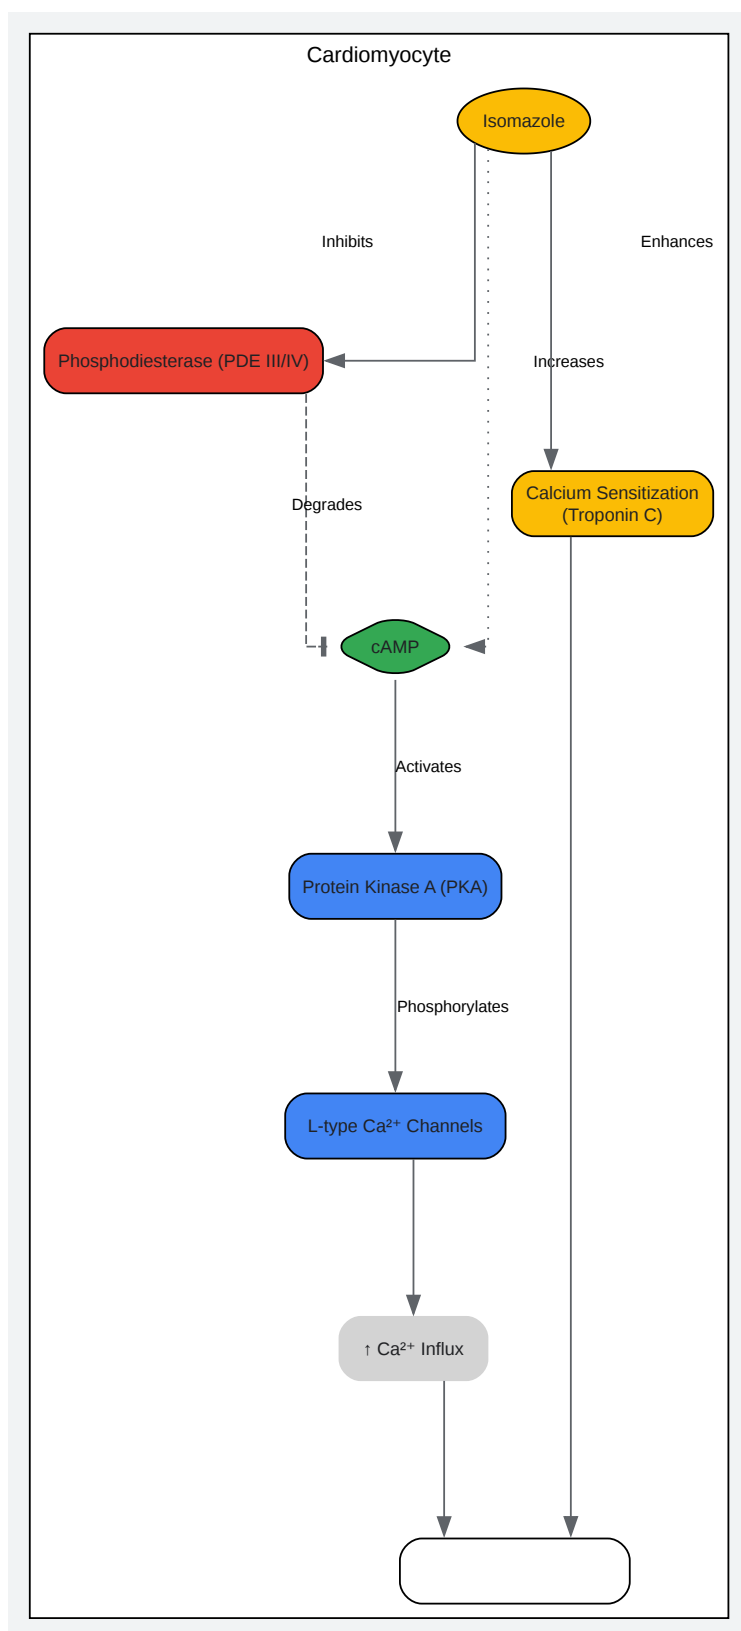 Cardiomyocyte
Isomazole
Inhibits
Enhances
Phosphodiesterase (PDE III/IV)
Increases
Calcium Sensitization
(Troponin C)
Degrades
cAMP
Activates
Protein Kinase A (PKA)
Phosphorylates
L-type Ca²⁺ Channels
↑ Ca²⁺ Influx